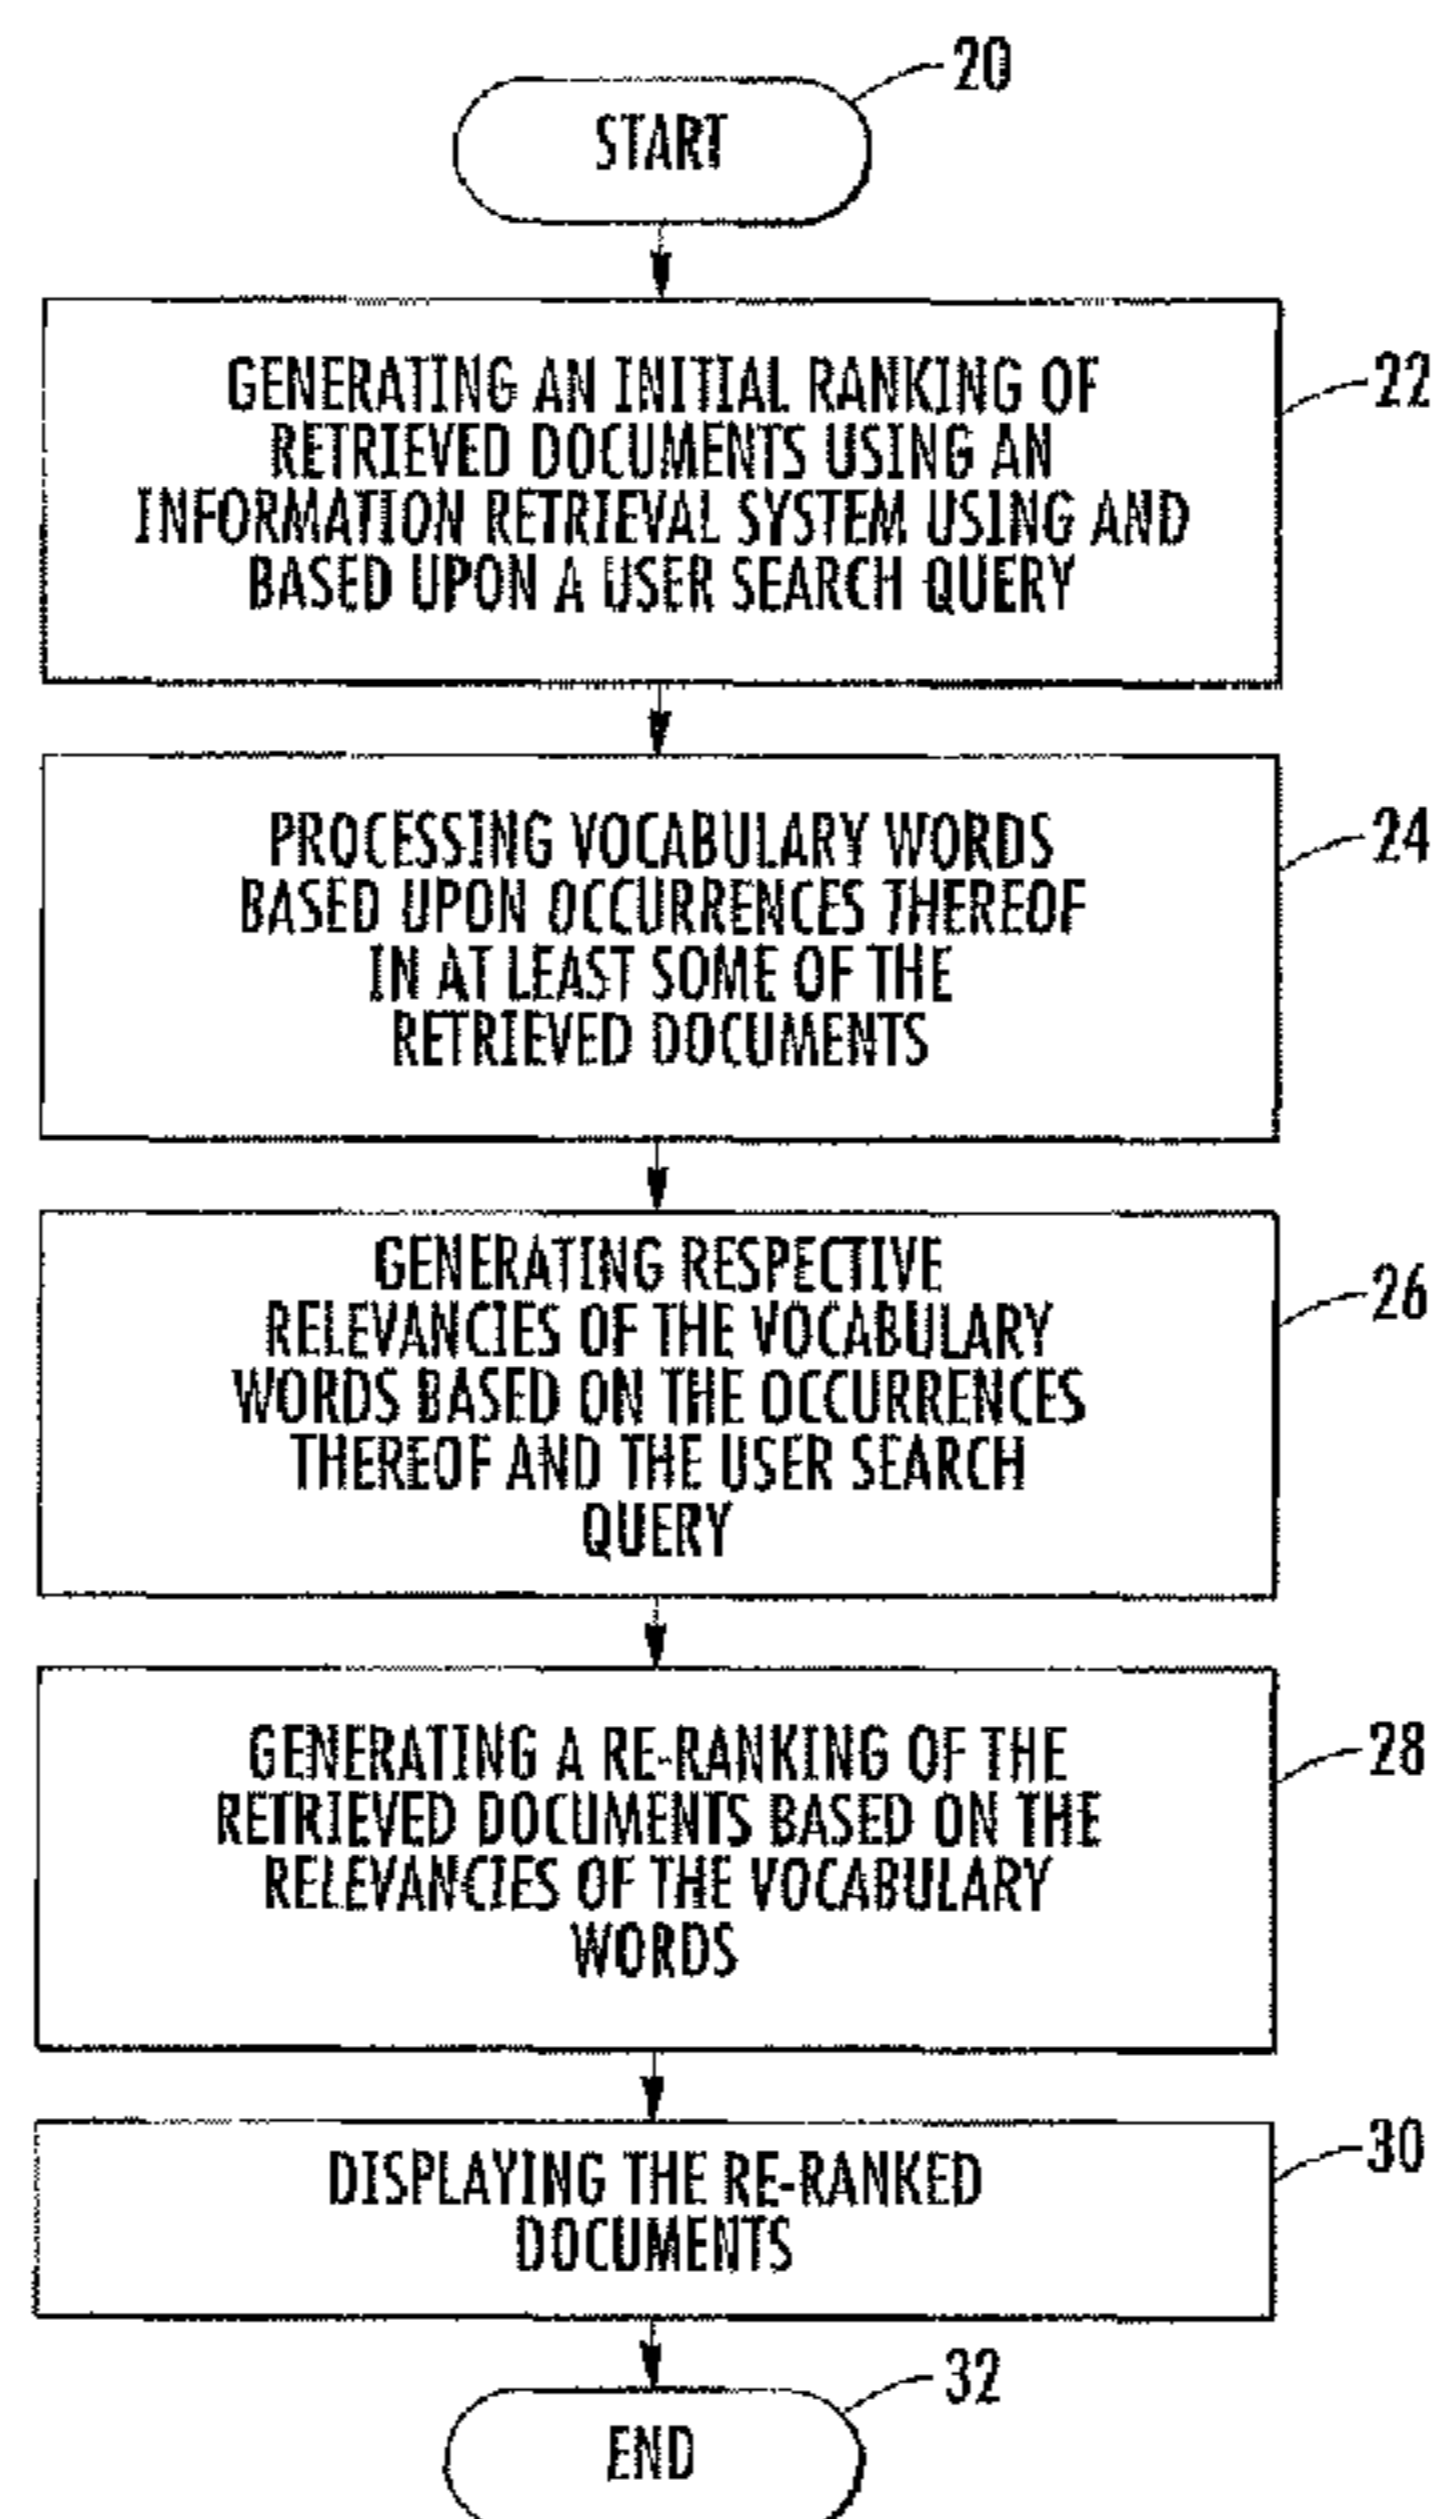 20
START
GENERATING AN INITIAL RANKING OF
RETRIEVED DOCUMENTS USING AN
INFORMATION RETRIEVAL SYSTEM USING AND
BASED UPON A USER SEARCH QUERY
22
PROCESSING VOCABULARY WORDS
BASED UPON OCCURRENCES THEREOF
IN AT LEAST SOME OF THE
RETRIEVED DOCUMENTS
24
GENERATING RESPECTIVE
RELEVANCIES OF THE VOCABULARY
WORDS BASED ON THE OCCURRENCES
THEREOF AND THE USER SEARCH
QUERY
26
GENERATING A RE-RANKING OF THE
RETRIEVED DOCUMENTS BASED ON THE
RELEVANCIES OF THE VOCABULARY
WORDS
28
DISPLAYING THE RE-RANKED
DOCUMENTS
30
32
END